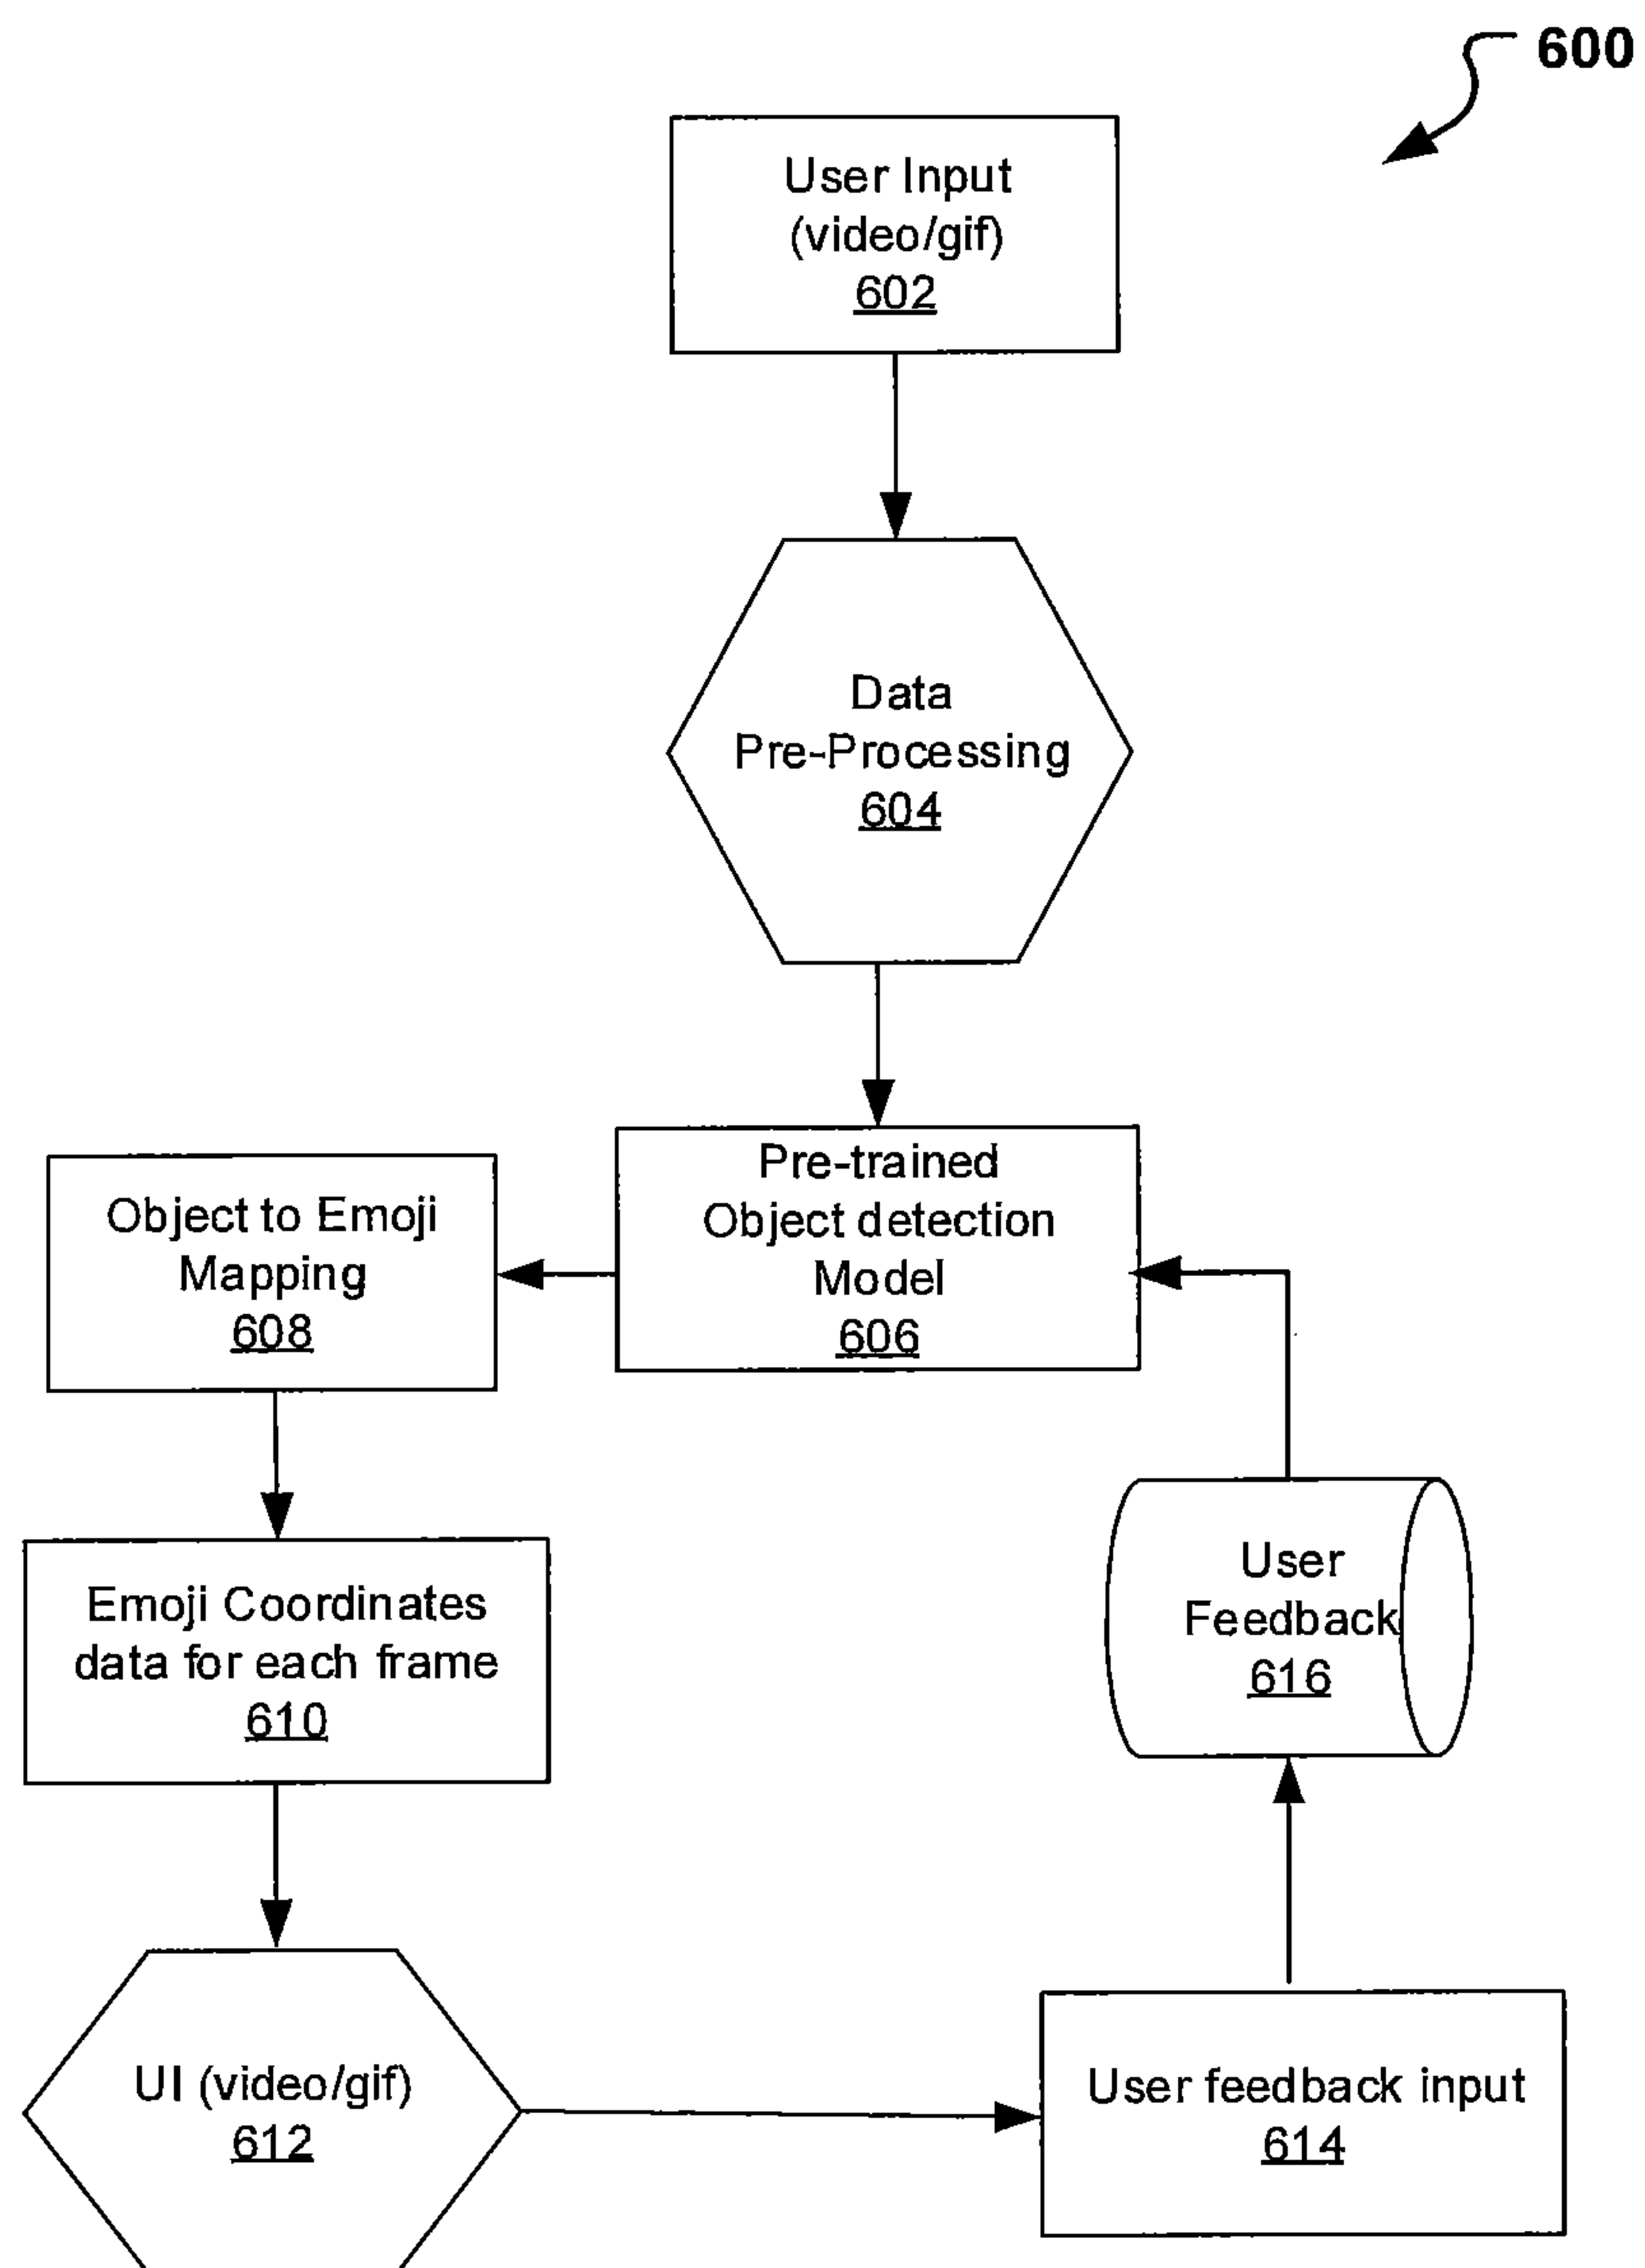 600
User Input
(video/gif)
602
Data
Pre-Processing
604
Pre-trained
Object detection
Model
606
Object to Emoji
Mapping
608
Emoji Coordinates
data for each frame
610
User
Feedback
616
UI (video/gif)
612
User feedback input
614